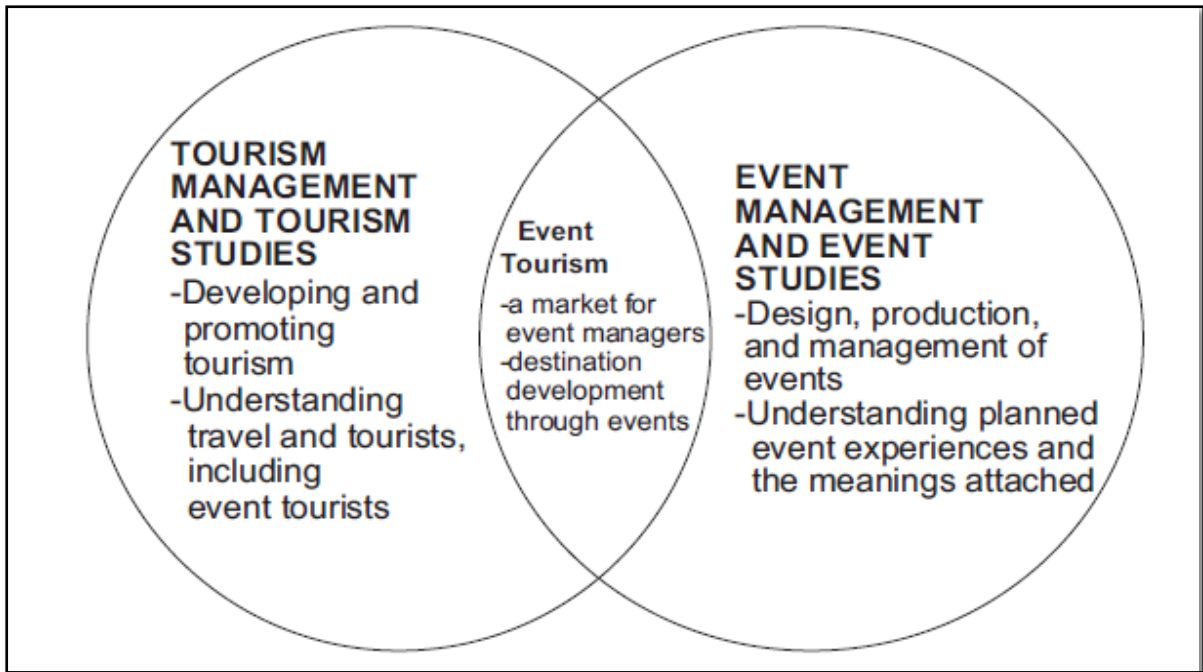 TOURISM
MANAGEMENT
AND TOURISM
STUDIES
-Developing and
promoting
tourism
-Understanding
travel and tourists,
including
event tourists
Event
Tourism
-a market for
event managers
-destination
development
through events
EVENT
MANAGEMENT
AND EVENT
STUDIES
-Design, production,
and management of
events
-Understanding planned
event experiences and
the meanings attached